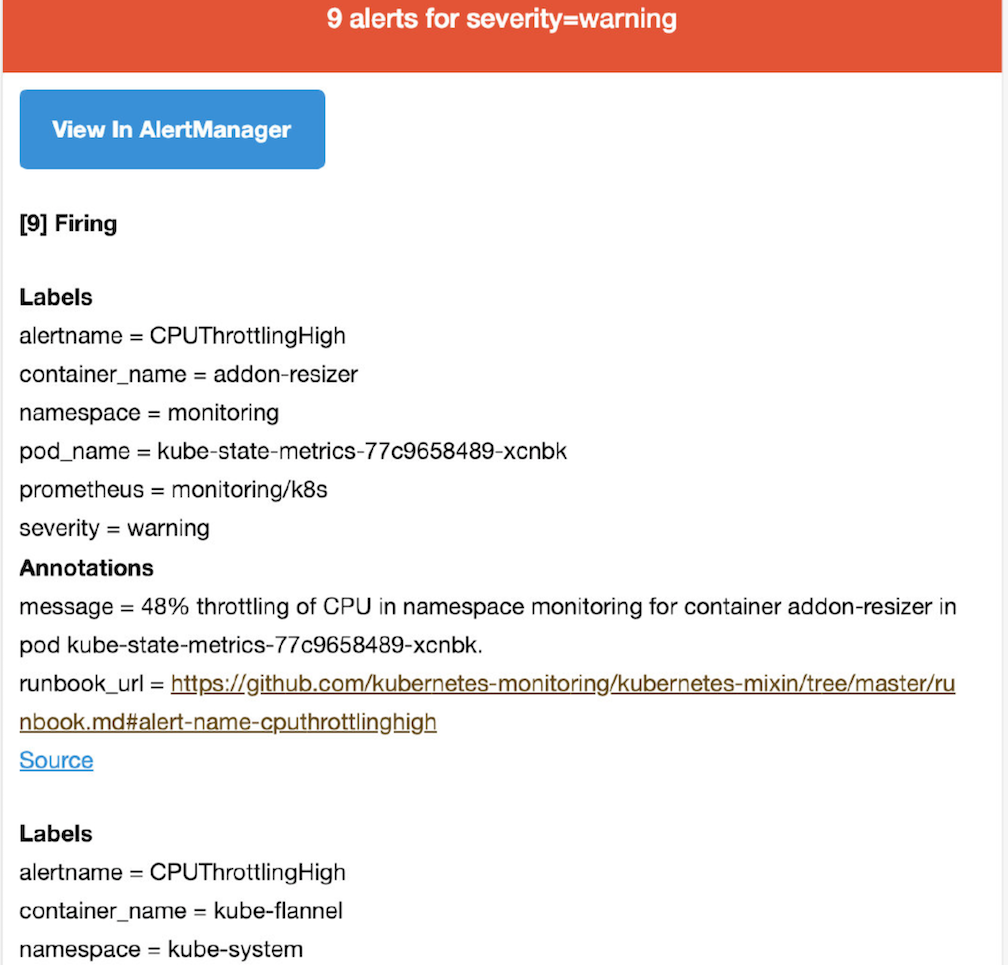 9 alerts for severity=warning
View In AlertManager
[9] Firing
Labels
alertname = CPUThrottlingHigh
container_name = addon-resizer
namespace = monitoring
pod_name = kube-state-metrics-77c9658489-xcnbk
prometheus = monitoring/k8s
severity = warning
Annotations
message = 48% throttling of CPU in namespace monitoring for container addon-resizer in
pod kube-state-metrics-77c9658489-xcnbk.
runbook_url = https://github.com/kubernetes-monitoring/kubernetes-mixin/tree/master/ru
nbook.md#alert-name-cputhrottlinghigh
Source
Labels
alertname = CPUThrottlingHigh
container_name = kube-flannel
namespace = kube-system